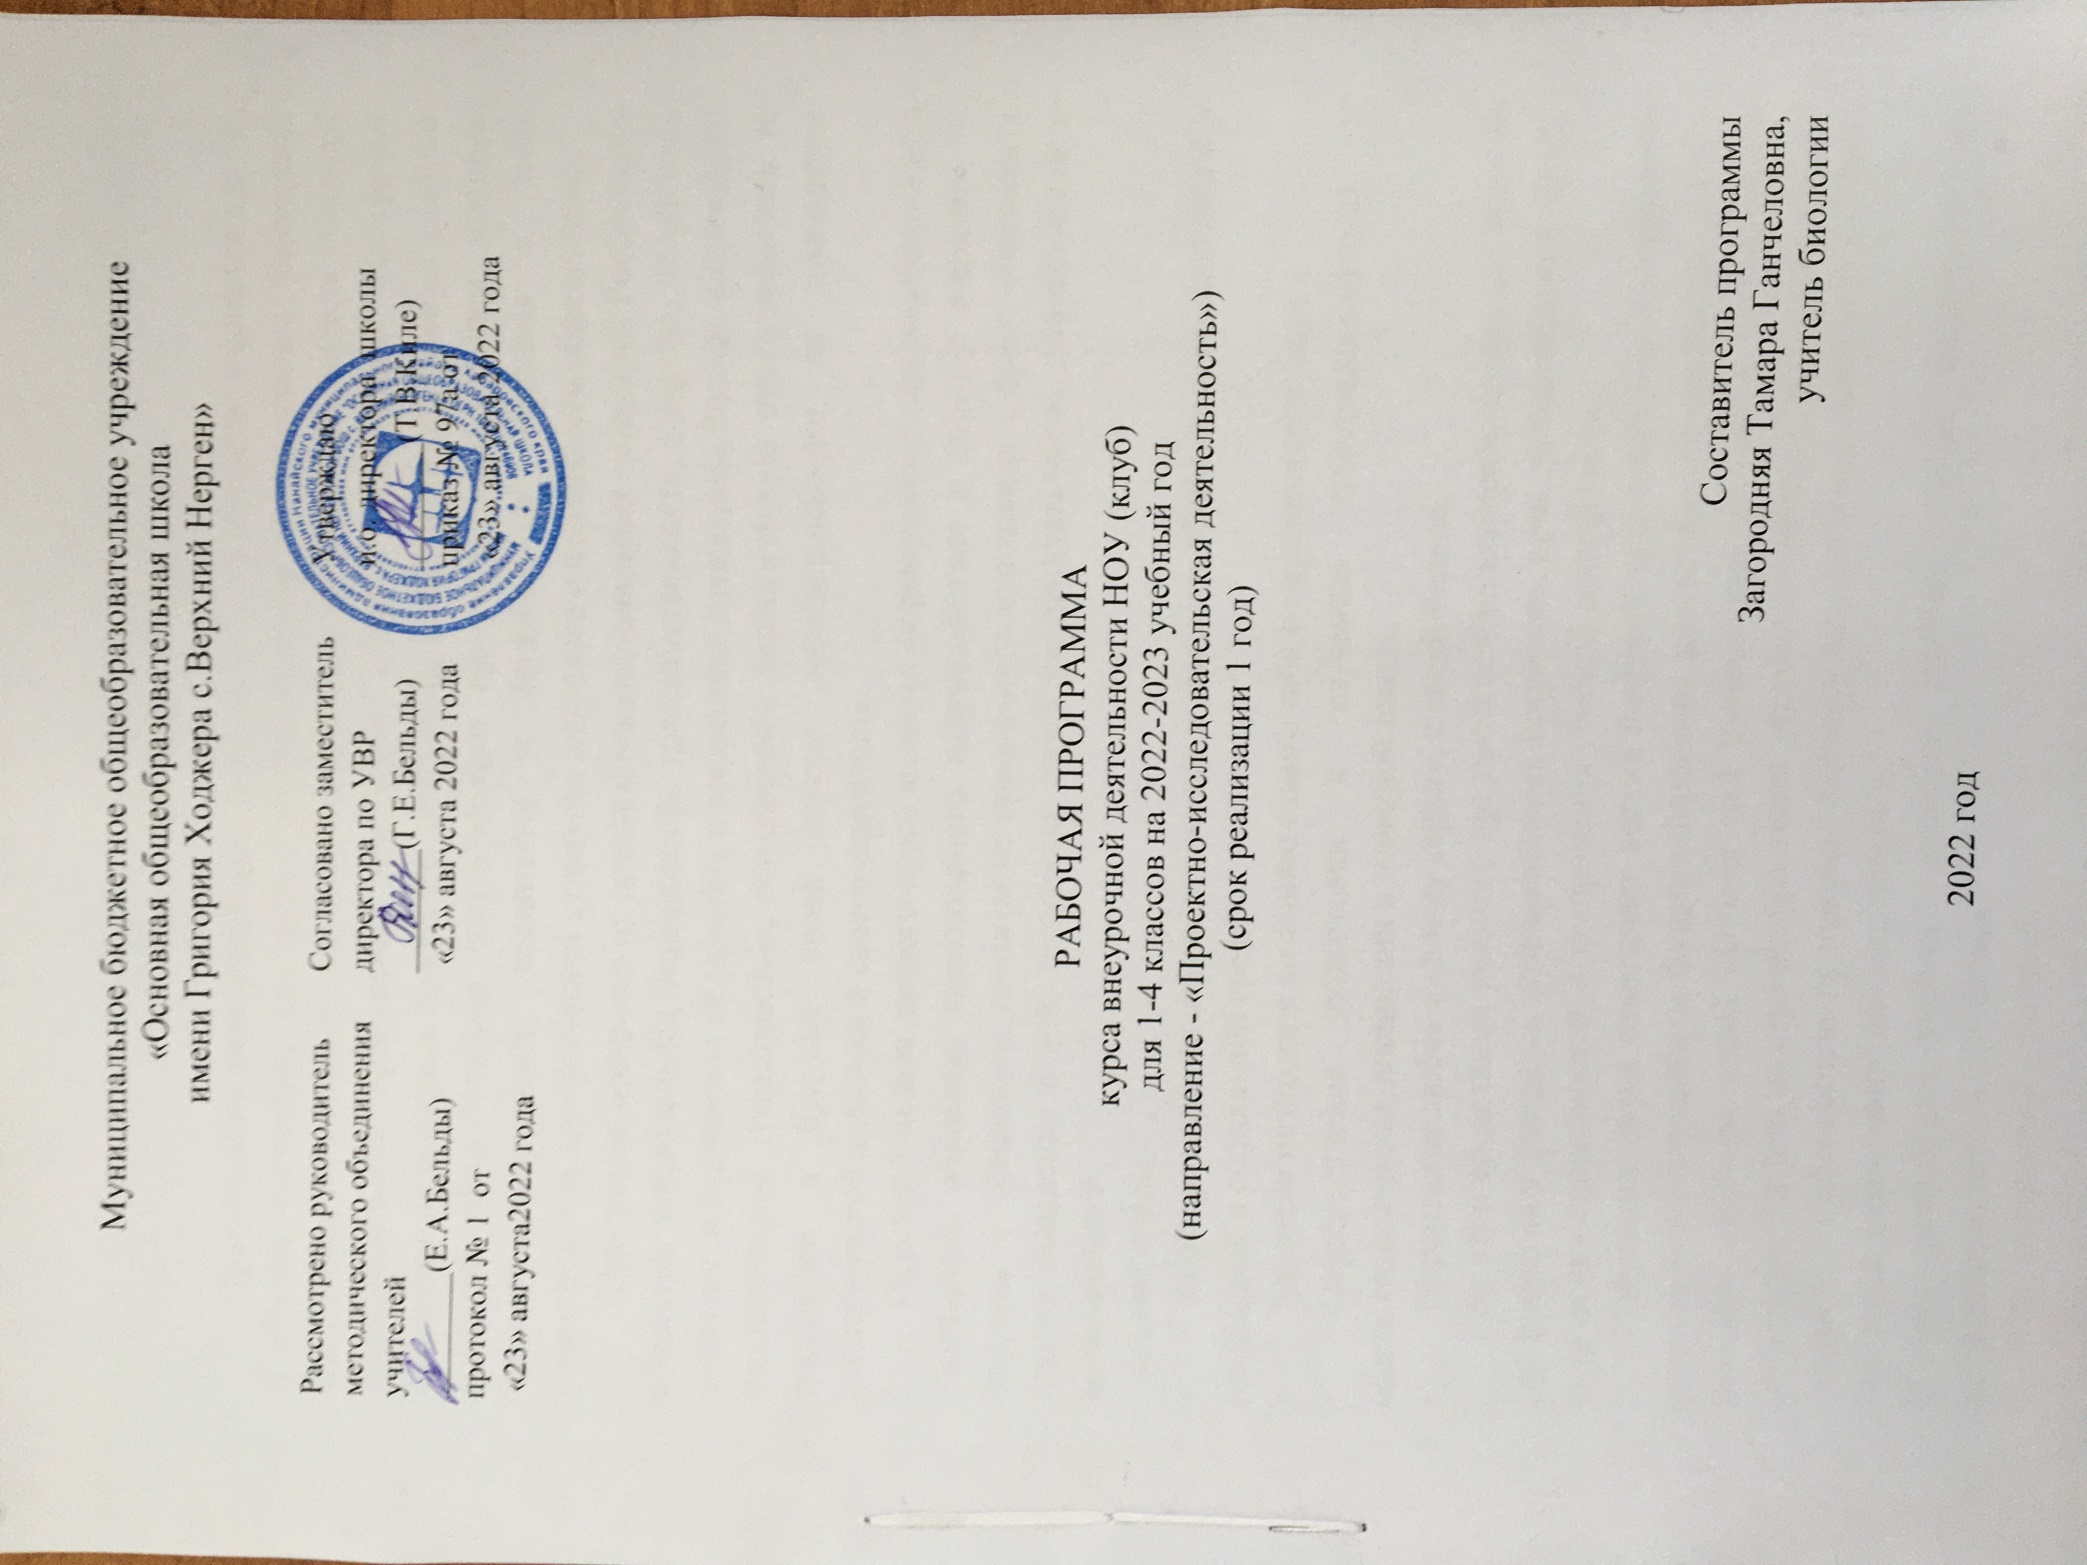 Муниципальное бюджетное общеобразовательное учреждение
«Основная общеобразовательная школа
имени Григория Ходжера с.Верхний Нерген»
Рассмотрено руководитель
методического объединения
учителей
(Е.А.Бельды)
протокол № 1 от
«23» августа2022 года
Согласовано заместитель
директора по УВР
(Г.Е.Бельды)
«23» августа 2022 года
Утверждаю
и.о. директора школы
(Т.В.Киле)
приказ № 97а от
«23» августа 2022 года
РАБОЧАЯ ПРОГРАММА
курса внеурочной деятельности НОУ (клуб)
для 1-4 классов на 2022-2023 учебный год
(направление - «Проектно-исследовательская деятельность»)
(срок реализации 1 год)
Составитель программы
Загородняя Тамара Ганчеловна,
учитель биологии
2022 год